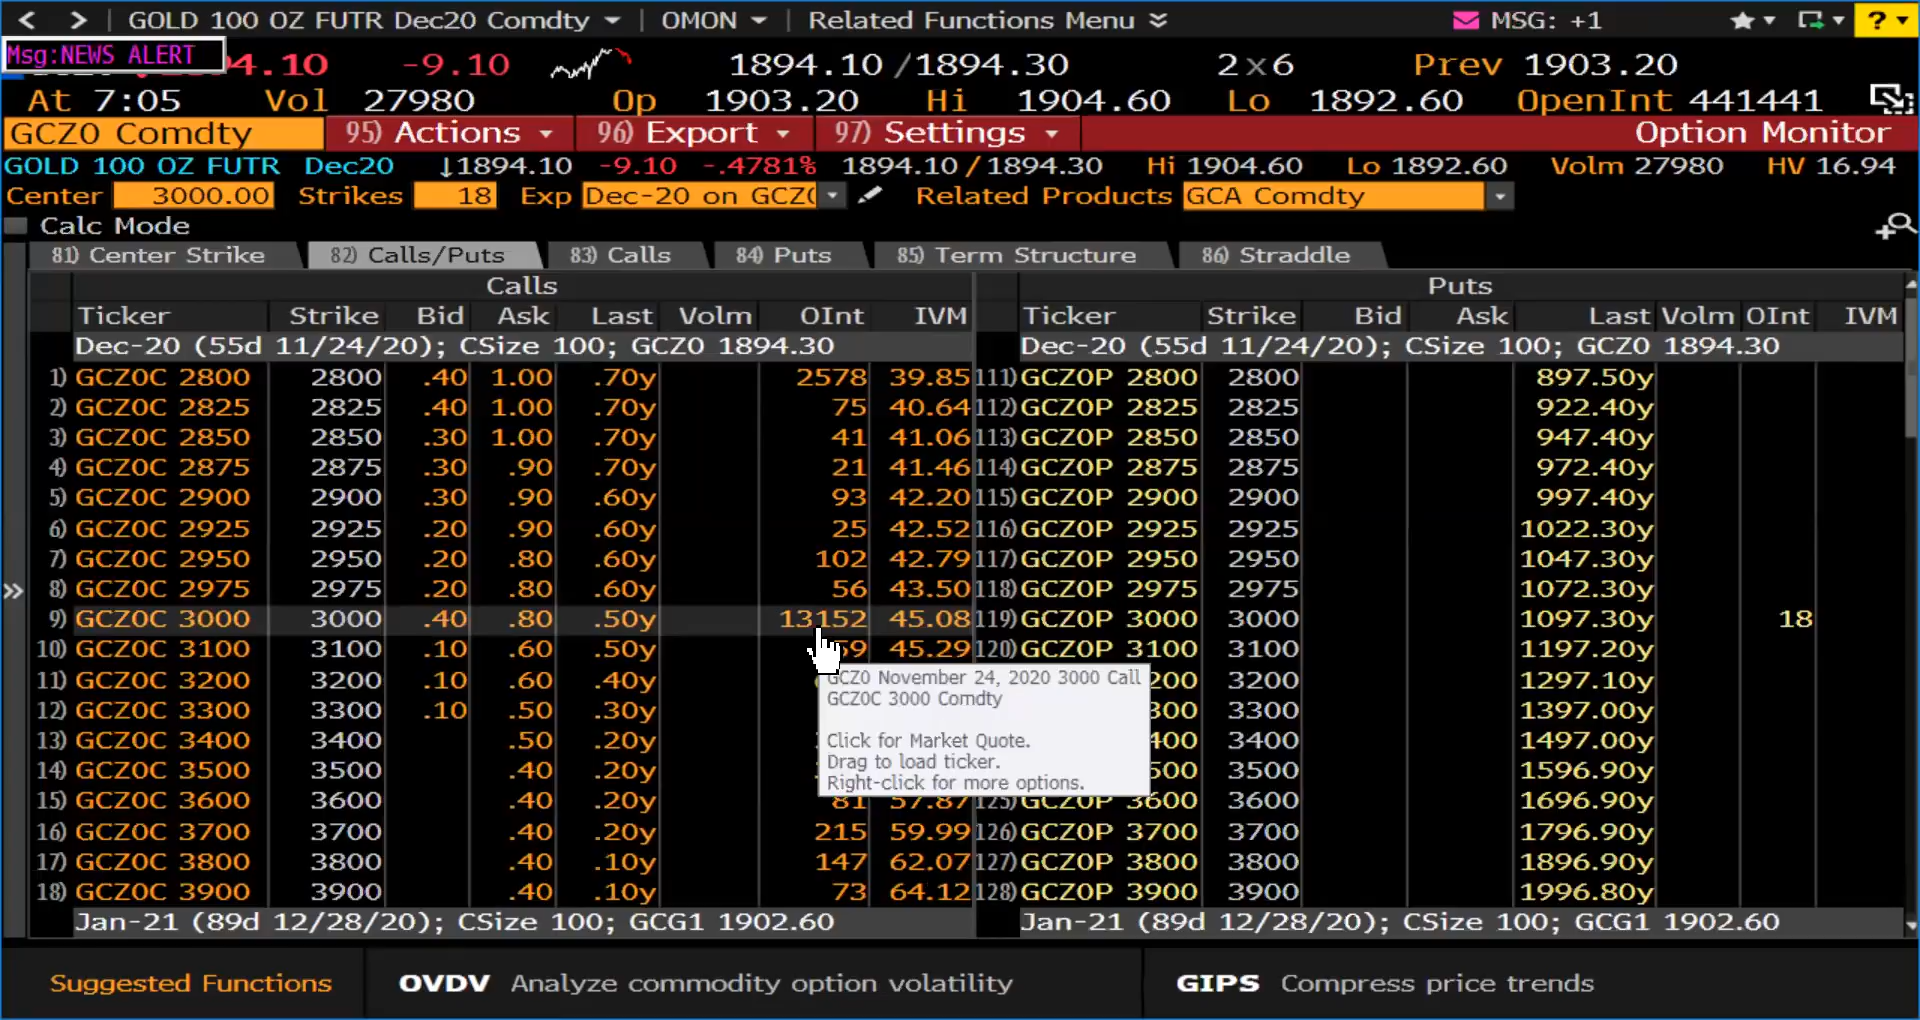 < > GOLD 100 OZ FUTR Dec20 Comdty OMON Related Functions Menu MSG: +1 ?
Msg:NEWS ALERT
4.10 -9.10 1894.10 /1894.30 2x6 Prev 1903.20
At 7:05 Vol 27980 Op 1903.20 Hi 1904.60 Lo 1892.60 OpenInt 441441
GCZ0 Comdty 95) Actions 96) Export 97) Settings Option Monitor
GOLD 100 OZ FUTR Dec20 ↓1894.10 -9.10 -.4781% 1894.10/1894.30 Hi 1904.60 Lo 1892.60 Volm 27980 HV 16.94
Center 3000.00 Strikes 18 Exp Dec-20 on GCZ( Related Products GCA Comdty
Calc Mode
81) Center Strike 82) Calls/Puts 83) Calls 84) Puts 85) Term Structure 86) Straddle
Calls Puts
Ticker Strike Bid Ask Last Volm OInt IVM Ticker Strike Bid Ask Last Volm OInt IVM
Dec-20 (55d 11/24/20); CSize 100; GCZ0 1894.30 Dec-20 (55d 11/24/20); CSize 100; GCZ0 1894.30
1) GCZ0C 2800 2800 .40 1.00 .70y 2578 39.85 111) GCZ0P 2800 2800 897.50y
2) GCZ0C 2825 2825 .40 1.00 .70y 75 40.64 112) GCZ0P 2825 2825 922.40y
3) GCZ0C 2850 2850 .30 1.00 .70y 41 41.06 113) GCZ0P 2850 2850 947.40y
4) GCZ0C 2875 2875 .30 .90 .70y 21 41.46 114) GCZ0P 2875 2875 972.40y
5) GCZ0C 2900 2900 .30 .90 .60y 93 42.20 115) GCZ0P 2900 2900 997.40y
6) GCZ0C 2925 2925 .20 .90 .60y 25 42.52 116) GCZ0P 2925 2925 1022.30y
7) GCZ0C 2950 2950 .20 .80 .60y 102 42.79 117) GCZ0P 2950 2950 1047.30y
8) GCZ0C 2975 2975 .20 .80 .60y 56 43.50 118) GCZ0P 2975 2975 1072.30y
9) GCZ0C 3000 3000 .40 .80 .50y 13152 45.08 119) GCZ0P 3000 3000 1097.30y 18
10) GCZ0C 3100 3100 .10 .60 .50y 45.29 120) GCZ0P 3100 3100 1197.20y
11) GCZ0C 3200 3200 .10 .60 .40y 200 3200 1297.10y
12) GCZ0C 3300 3300 .10 .50 .30y 300 3300 1397.00y
13) GCZ0C 3400 3400 .50 .20y 400 3400 1497.00y
14) GCZ0C 3500 3500 .40 .20y 500 3500 1596.90y
15) GCZ0C 3600 3600 .40 .20y 81 57.87 125) GCZ0P 3600 3600 1696.90y
16) GCZ0C 3700 3700 .40 .20y 215 59.99 126) GCZ0P 3700 3700 1796.90y
17) GCZ0C 3800 3800 .40 .10y 147 62.07 127) GCZ0P 3800 3800 1896.90y
18) GCZ0C 3900 3900 .40 .10y 73 64.12 128) GCZ0P 3900 3900 1996.80y
Jan-21 (89d 12/28/20); CSize 100; GCG1 1902.60 Jan-21 (89d 12/28/20); CSize 100; GCG1 1902.60
GCZ0 November 24, 2020 3000 Call
GCZ0C 3000 Comdty
Click for Market Quote.
Drag to load ticker.
Right-click for more options.
Suggested Functions OVDV Analyze commodity option volatility GIPS Compress price trends